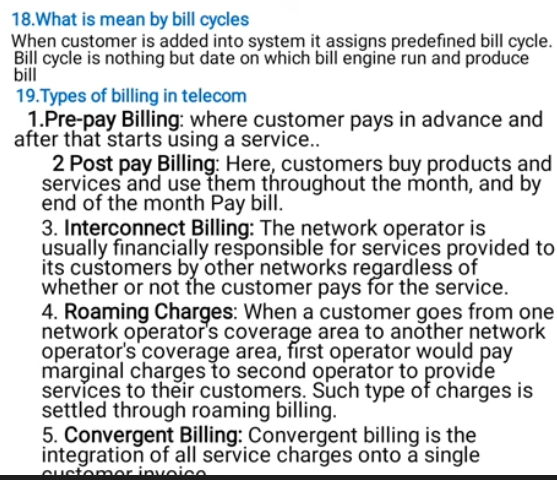 18.What is mean by bill cycles
When customer is added into system it assigns predefined bill cycle.
Bill cycle is nothing but date on which bill engine run and produce
bill
19.Types of billing in telecom
1.Pre-pay Billing: where customer pays in advance and
after that starts using a service..
2 Post pay Billing: Here, customers buy products and
services and use them throughout the month, and by
end of the month Pay bill.
3. Interconnect Billing: The network operator is
usually financially responsible for services provided to
its customers by other networks regardless of
whether or not the customer pays for the service.
4. Roaming Charges: When a customer goes from one
network operator's coverage area to another network
operator's coverage area, first operator would pay
marginal charges to second operator to provide
services to their customers. Such type of charges is
settled through roaming billing.
5. Convergent Billing: Convergent billing is the
integration of all service charges onto a single
customer invoice